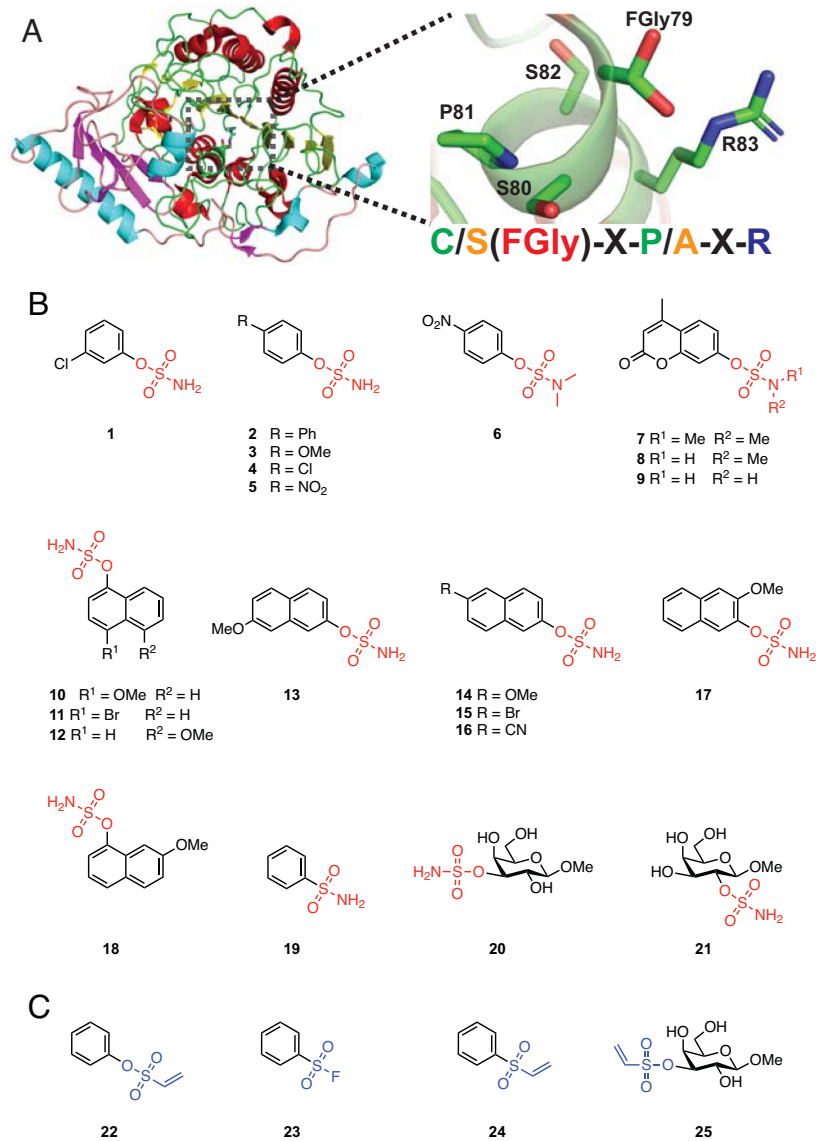 A
FGly79
S82
P81
R83
S80
C/S(FGly)-X-P/A-X-R
B
Cl
O
S
O
O
NH2
1
R
O
S
O
O
NH2
2 R = Ph
3 R = OMe
4 R = Cl
5 R = NO2
O2N
O
S
O
O
N
6
O
O
O
S
O
O
N
R1
R2
7 R1 = Me R2 = Me
8 R1 = H R2 = Me
9 R1 = H R2 = H
H2N
S
O
O
O
R1
R2
10 R1 = OMe R2 = H
11 R1 = Br R2 = H
12 R1 = H R2 = OMe
MeO
O
S
O
O
NH2
13
R
O
S
O
O
NH2
14 R = OMe
15 R = Br
16 R = CN
OMe
O
S
O
O
NH2
17
H2N
S
O
O
O
OMe
18
S
O
O
NH2
19
H2N
S
O
O
O
HO
OH
O
OMe
OH
20
HO
OH
O
OMe
HO
O
S
O
O
NH2
21
C
O
S
O
O
22
S
O
O
F
23
S
O
O
24
S
O
O
O
HO
OH
O
OMe
OH
25